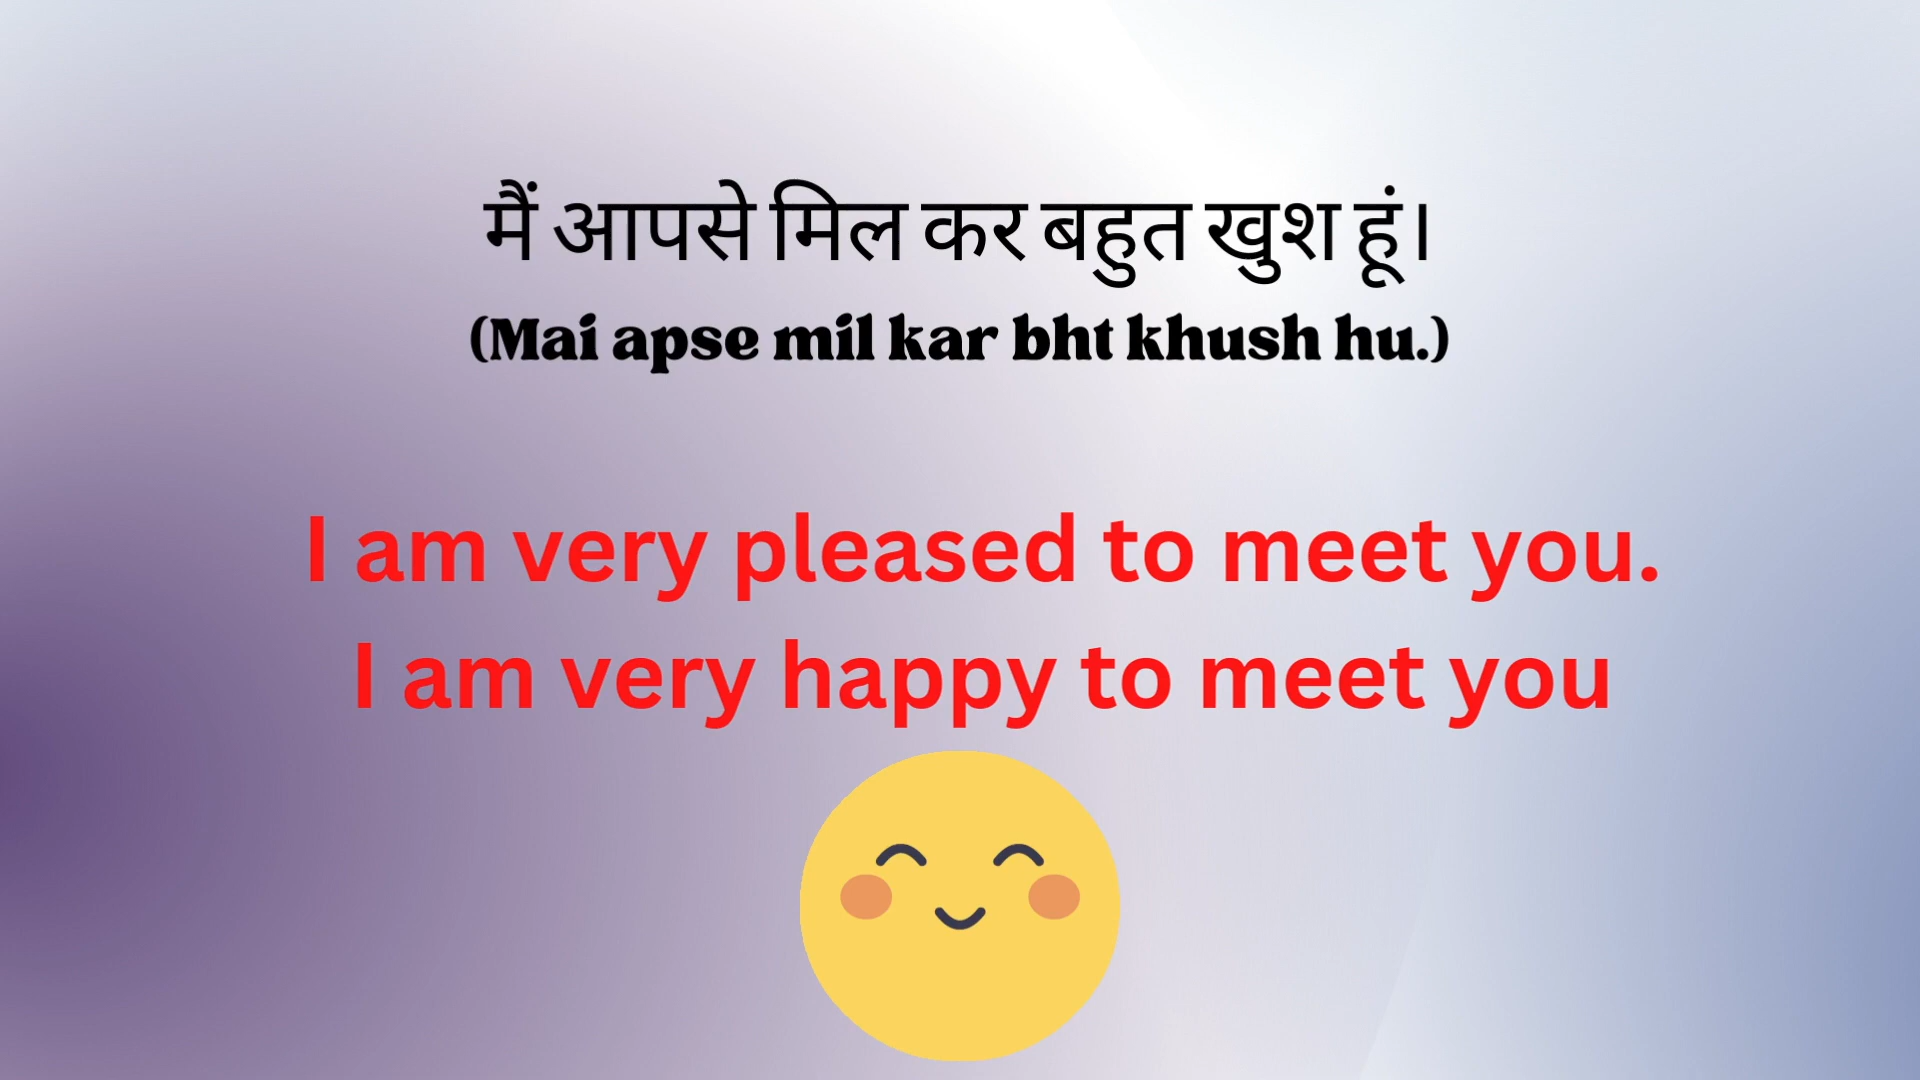 मैं आपसे मिल कर बहुत खुश हूं।
(Mai apse mil kar bht khush hu.)
I am very pleased to meet you.
I am very happy to meet you